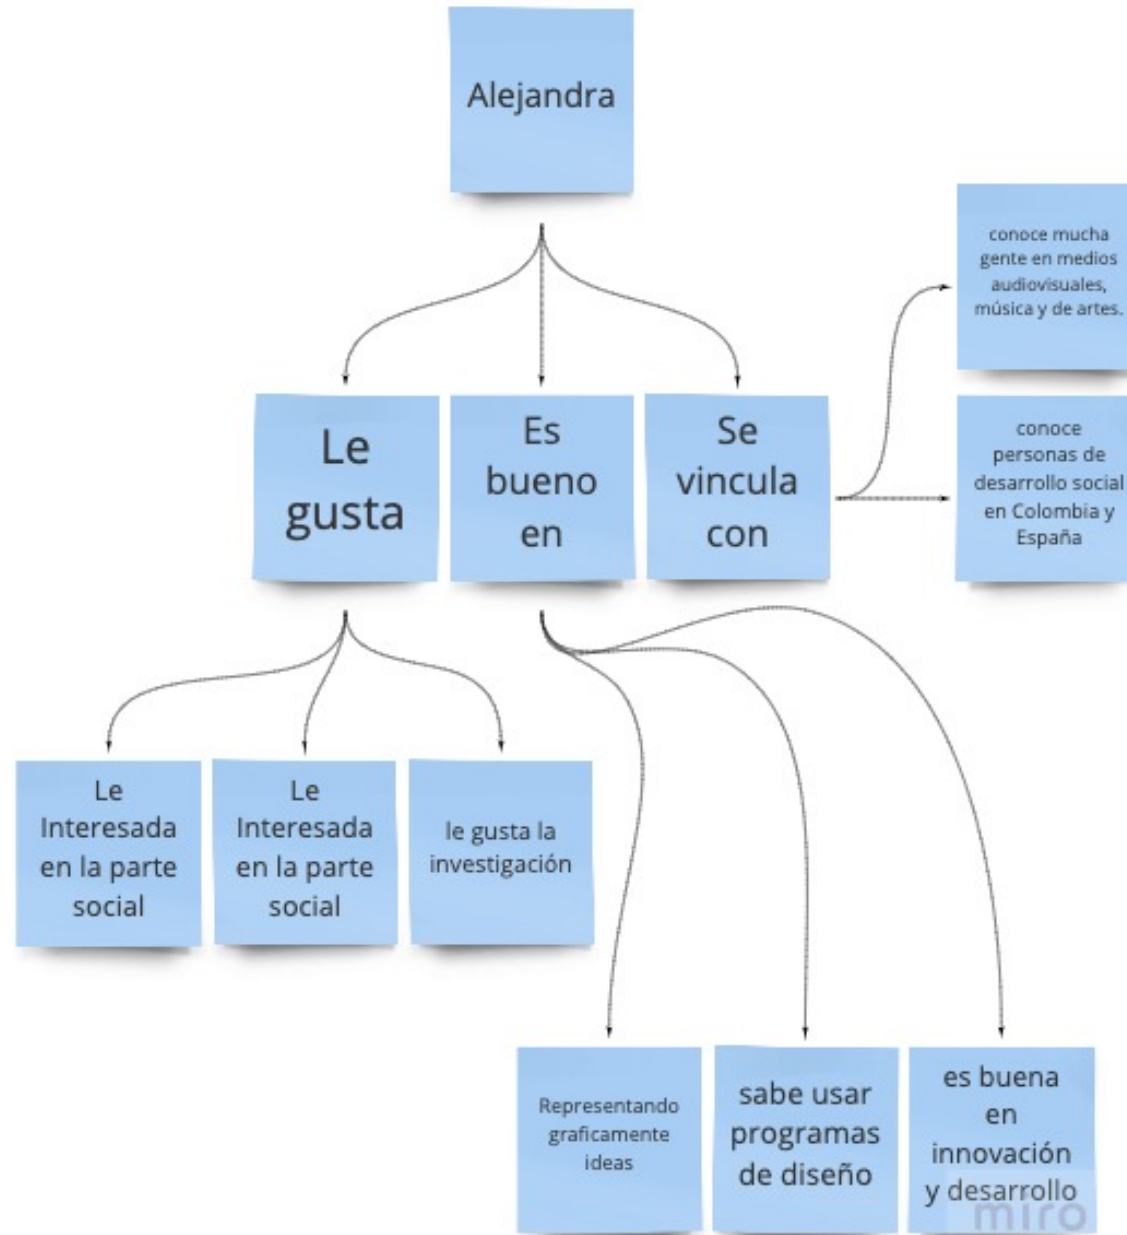 Alejandra
conoce mucha
gente en medios
audiovisuales,
música y de artes.
Le
gusta
Es
bueno
en
Se
vincula
con
conoce
personas de
desarrollo social
en Colombia y
España
Le
Interesada
en la parte
social
Le
Interesada
en la parte
social
le gusta la
investigación
Representando
graficamente
ideas
sabe usar
programas
de diseño
es buena
en
innovación
y desarrollo
miro